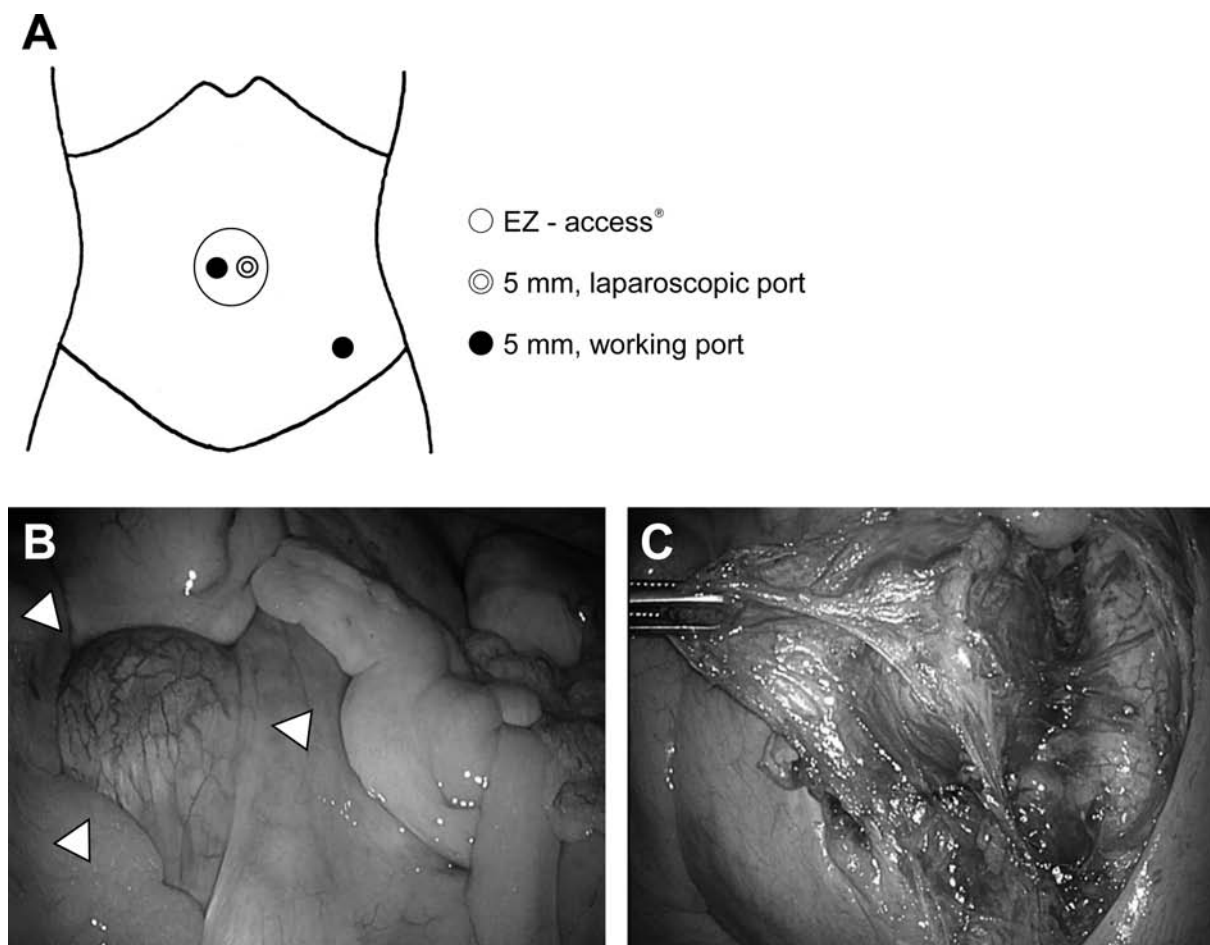 A
EZ - access®
5 mm, laparoscopic port
5 mm, working port
B
C